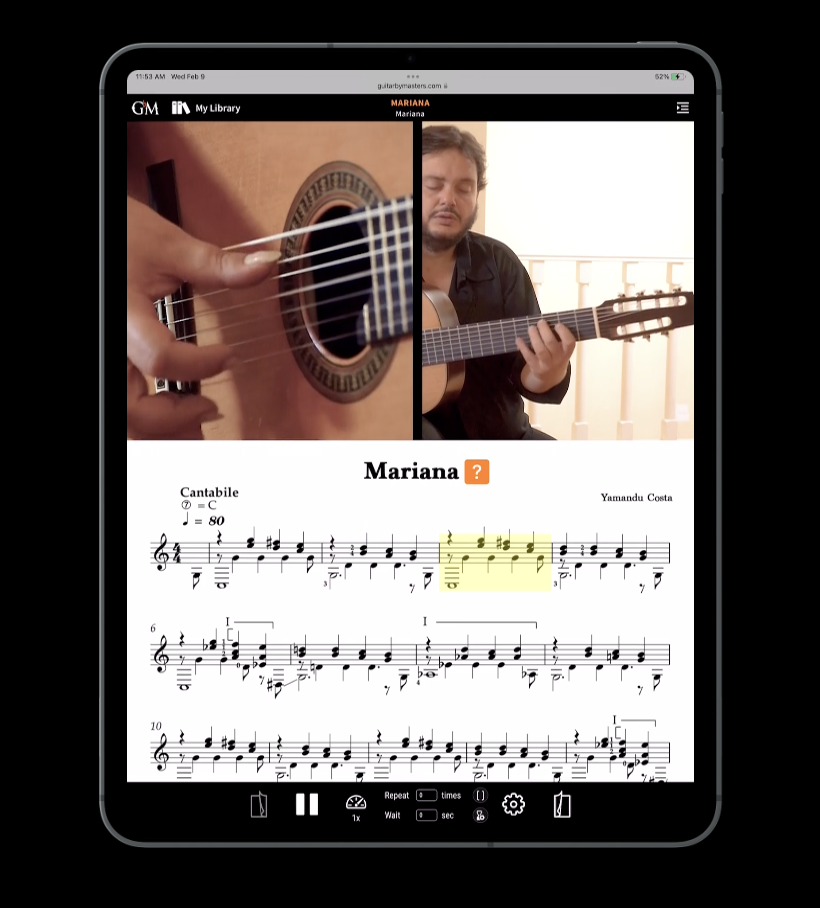 11:53 AM Wed Feb 9
52%
guitarbymasters.com
GM
My Library
MARIANA
Mariana
Mariana ?
Cantabile
⑦ = C
♩ = 80
Yamandu Costa
6
I
I
10
I
Repeat 0 times
Wait 0 sec
1x